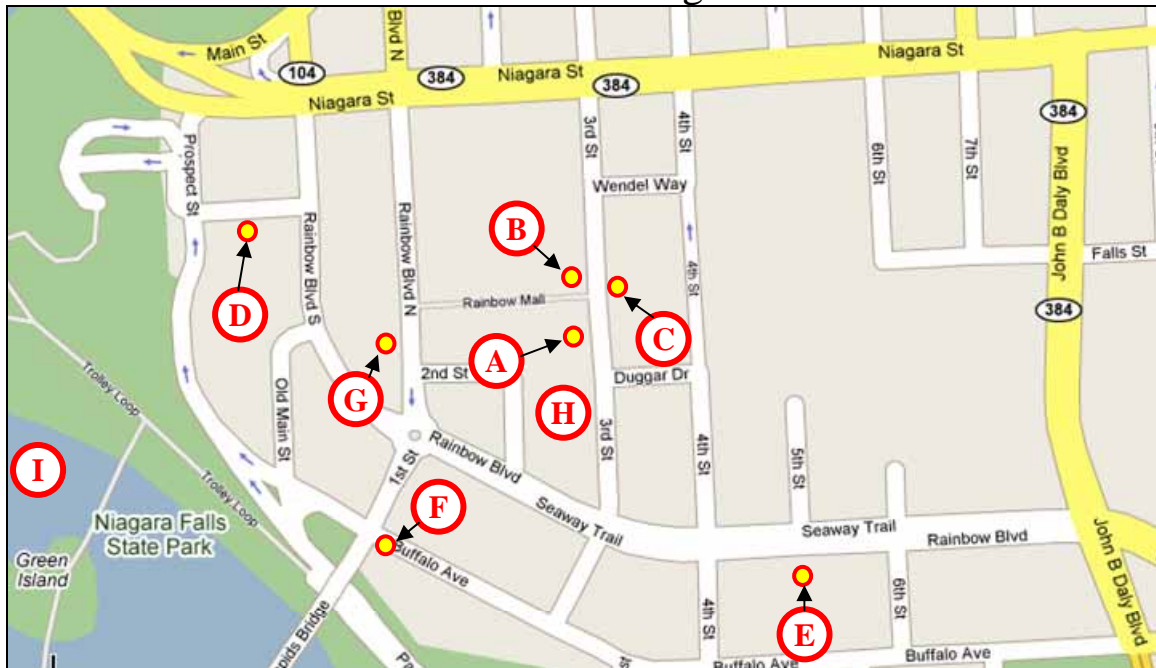 Main St
Blvd N
104
384
Niagara St
384
Niagara St
Niagara St
384
Prospect St
3rd St
4th St
6th St
7th St
John B Daly Blvd
Wendel Way
Rainbow Blvd S
Rainbow Blvd N
B
4th St
Falls St
D
Rainbow Mall
C
384
A
2nd St
Duggar Dr
Trolley Loop
G
H
Old Main St
3rd St
I
Rainbow Blvd
4th St
5th St
1st St
Trolley Loop
F
Seaway Trail
Seaway Trail
Rainbow Blvd
Niagara Falls
State Park
Buffalo Ave
John B Daly Blvd
Green
Island
4th St
6th St
E
Bridge
Buffalo Ave
Buffalo Ave